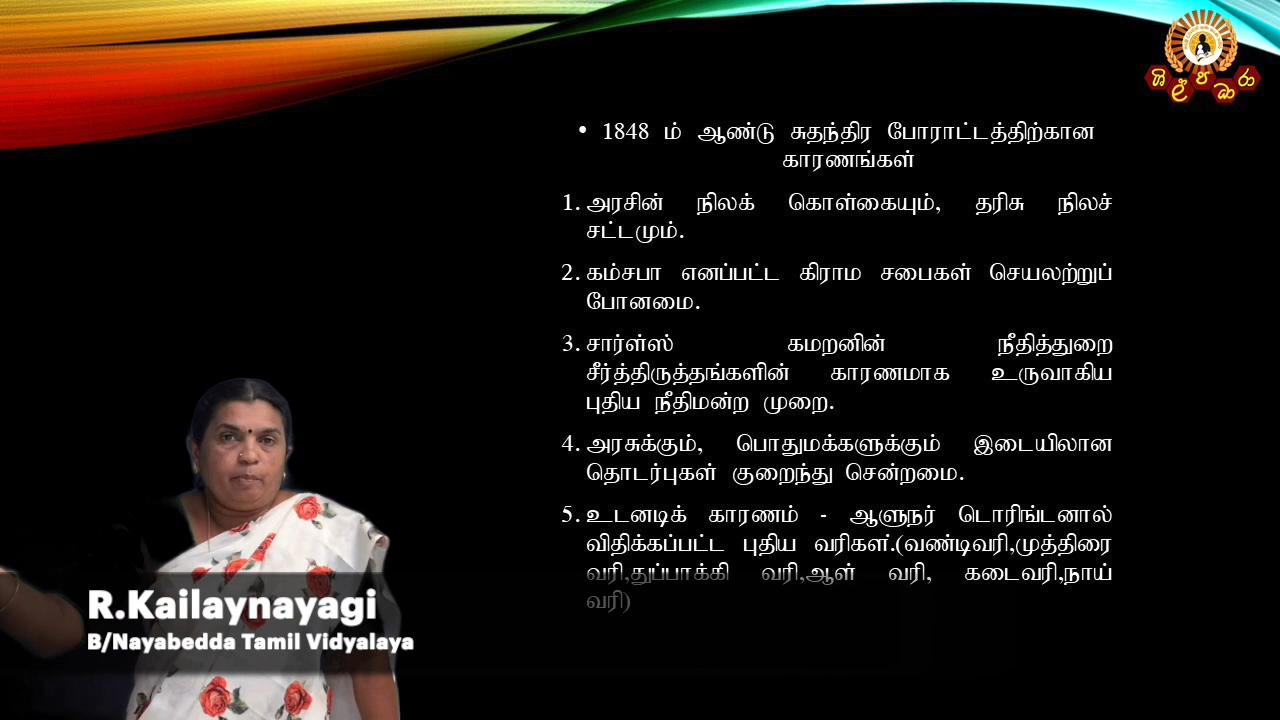 ශිල්ප ධාරා
• 1848 ம் ஆண்டு சுதந்திர போராட்டத்திற்கான
காரணங்கள்
1. அரசின் நிலக் கொள்கையும், தரிசு நிலச்
சட்டமும்.
2. கம்சபா எனப்பட்ட கிராம சபைகள் செயலற்றுப்
போனமை.
3. சார்ள்ஸ் கமறனின் நீதித்துறை
சீர்த்திருத்தங்களின் காரணமாக உருவாகிய
புதிய நீதிமன்ற முறை.
4. அரசுக்கும், பொதுமக்களுக்கும் இடையிலான
தொடர்புகள் குறைந்து சென்றமை.
5. உடனடிக் காரணம் - ஆளுநர் டொரிங்டனால்
விதிக்கப்பட்ட புதிய வரிகள்.(வண்டிவரி,முத்திரை
வரி,துப்பாக்கி வரி,ஆள் வரி, கடைவரி,நாய்
வரி)
R.Kailaynayagi
B/Nayabedda Tamil Vidyalaya